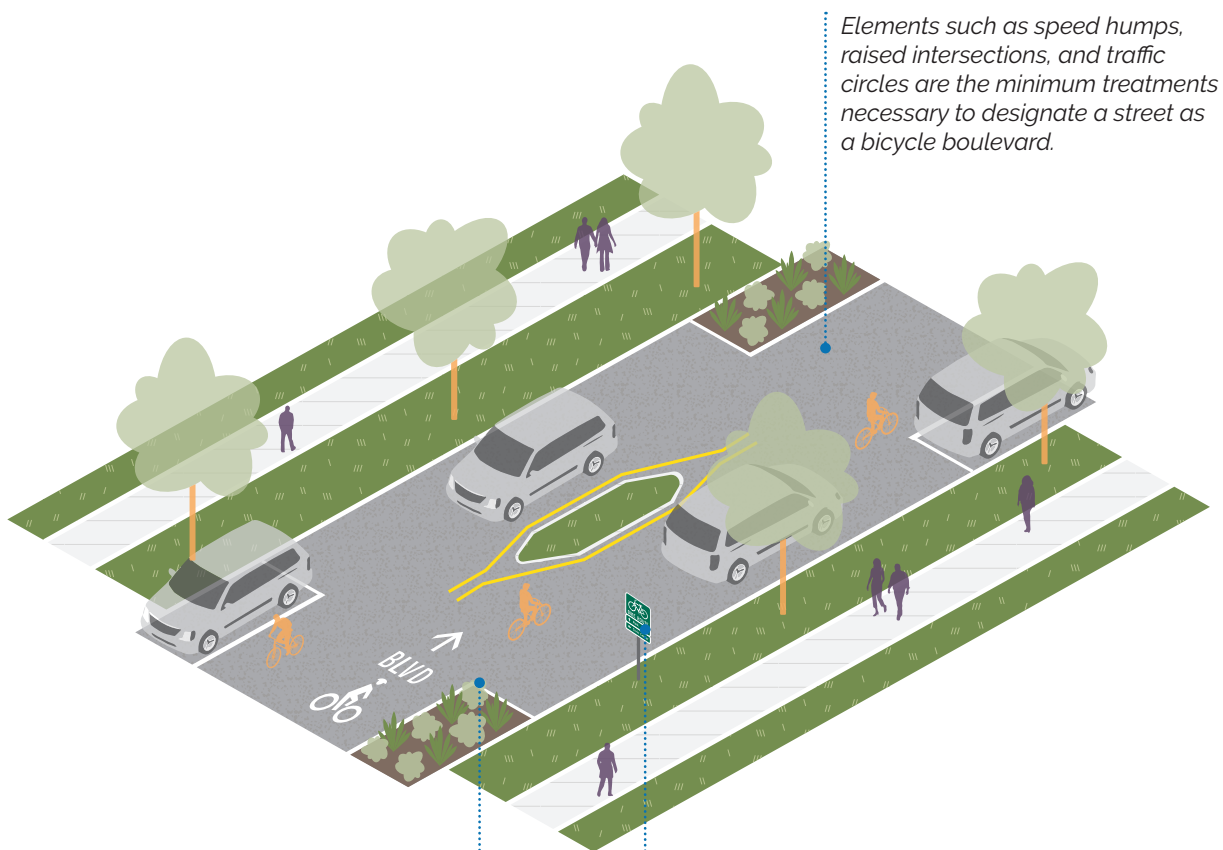 Elements such as speed humps,
raised intersections, and traffic
circles are the minimum treatments
necessary to designate a street as
a bicycle boulevard.
BLVD